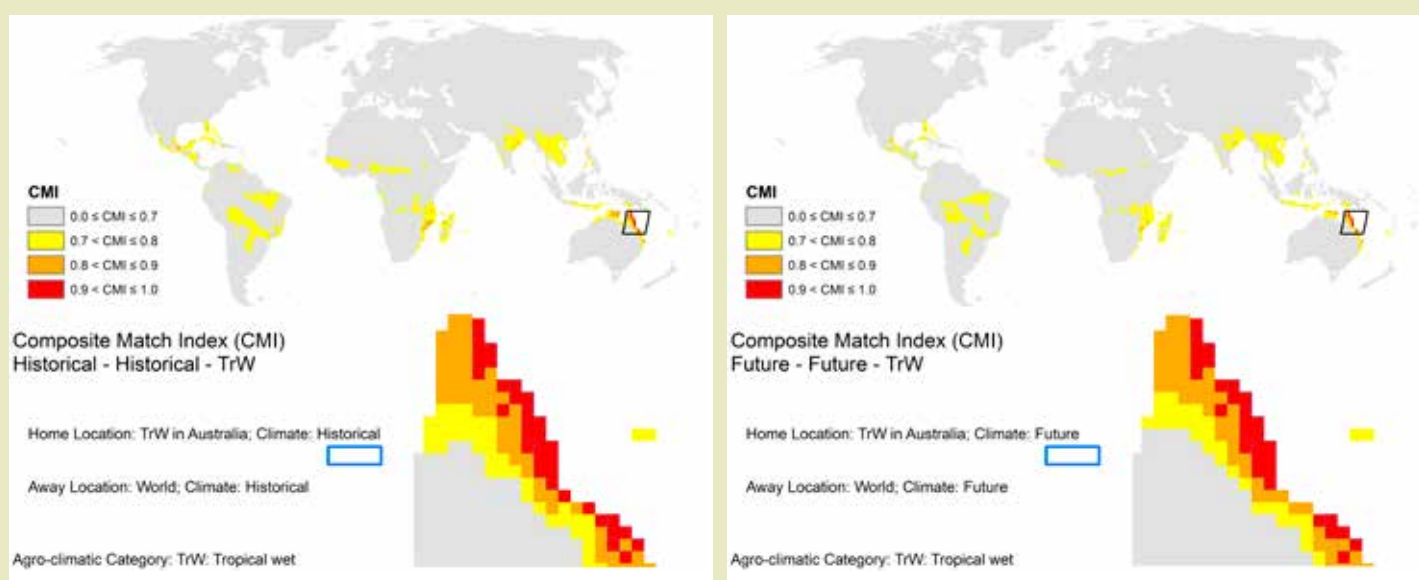 CMI
0.0 ≤ CMI ≤ 0.7
0.7 < CMI ≤ 0.8
0.8 < CMI ≤ 0.9
0.9 < CMI ≤ 1.0
Composite Match Index (CMI)
Historical - Historical - TrW
Home Location: TrW in Australia; Climate: Historical
Away Location: World; Climate: Historical
Agro-climatic Category: TrW: Tropical wet
CMI
0.0 ≤ CMI ≤ 0.7
0.7 < CMI ≤ 0.8
0.8 < CMI ≤ 0.9
0.9 < CMI ≤ 1.0
Composite Match Index (CMI)
Future - Future - TrW
Home Location: TrW in Australia; Climate: Future
Away Location: World; Climate: Future
Agro-climatic Category: TrW: Tropical wet